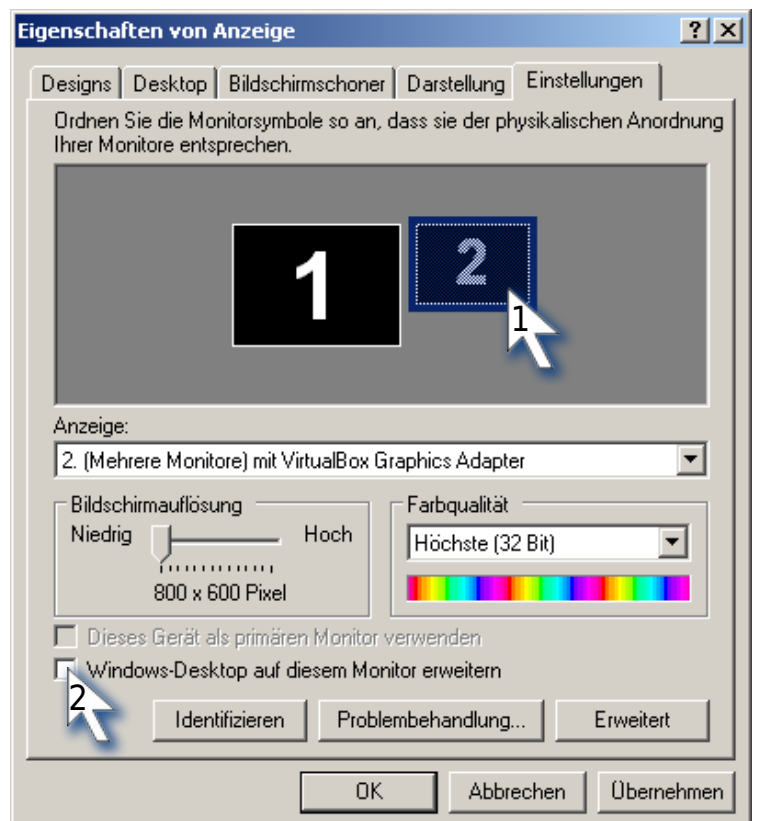 Eigenschaften von Anzeige
Designs Desktop Bildschirmschoner Darstellung Einstellungen
Ordnen Sie die Monitorsymbole so an, dass sie der physikalischen Anordnung
Ihrer Monitore entsprechen.
1 2
1
Anzeige:
2. (Mehrere Monitore) mit VirtualBox Graphics Adapter
Bildschirmauflösung Farbqualität
Niedrig Hoch Höchste (32 Bit)
800 x 600 Pixel
Dieses Gerät als primären Monitor verwenden
Windows-Desktop auf diesem Monitor erweitern
2
Identifizieren Problembehandlung... Erweitert
OK Abbrechen Übernehmen